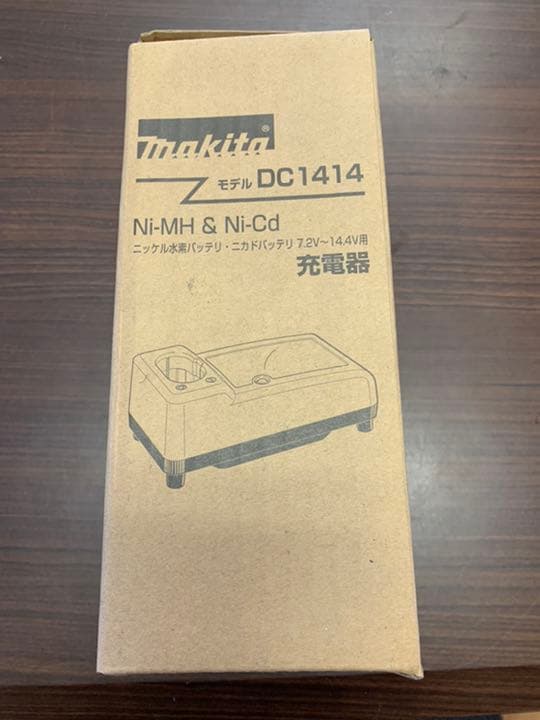 makita®
モデル DC1414
Ni-MH & Ni-Cd
ニッケル水素バッテリ・ニカドバッテリ 7.2V～14.4V用
充電器